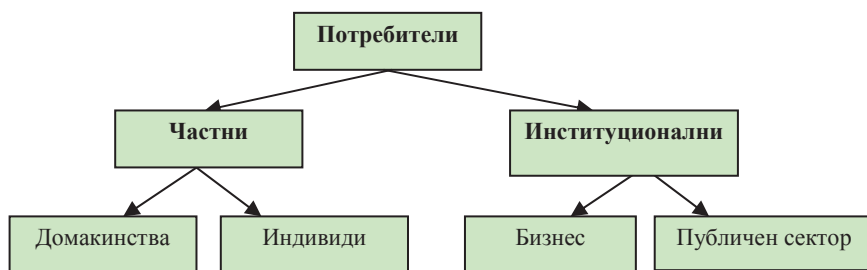 Потребители
Частни
Институционални
Домакинства
Индивиди
Бизнес
Публичен сектор